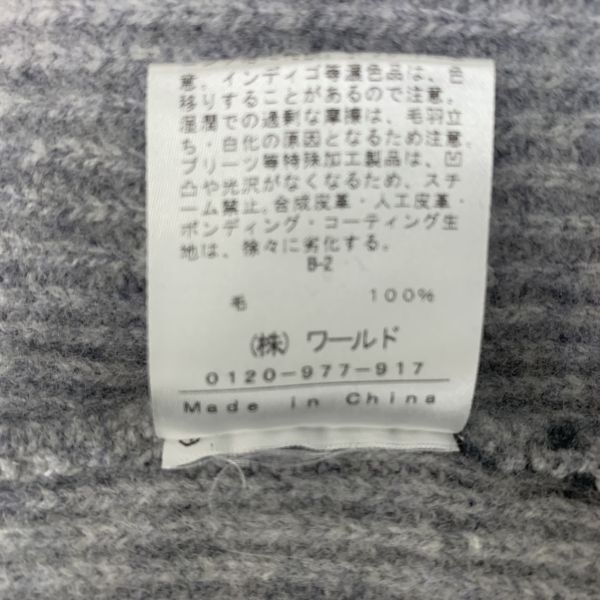 意。インディゴ等濃色品は、色
移りすることがあるので注意。
湿潤での過剰な摩擦は、毛羽立
ち・白化の原因となるため注意。
プリーツ等特殊加工製品は、凹
凸や光沢がなくなるため、スチ
ーム禁止。合成皮革・人工皮革・
ボンディング・コーティング生
地は、徐々に劣化する。
B-2
毛 100%
(株) ワールド
0120-977-917
Made in China